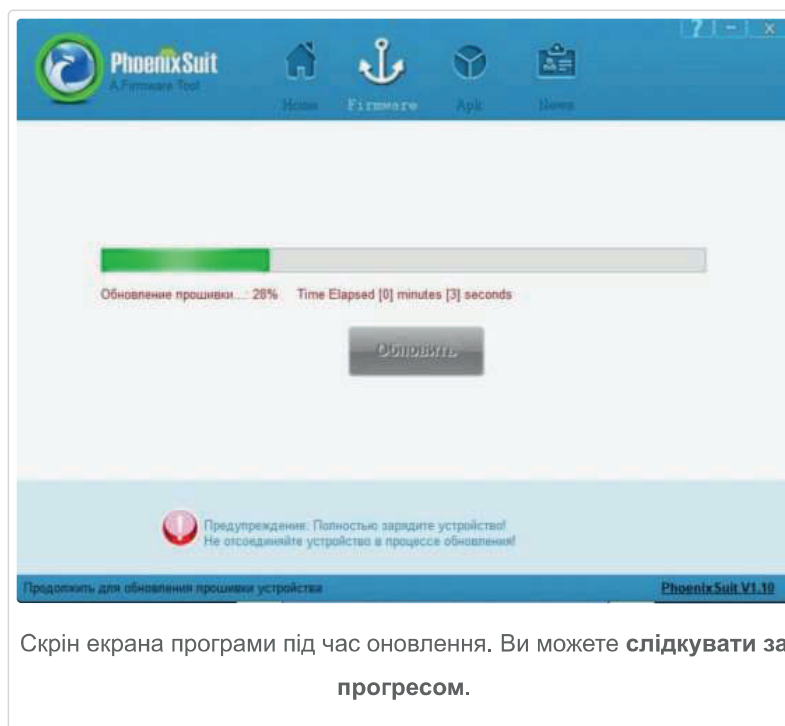 ? - x
PhoenixSuit
A Firmware Tool
Home Firmware Apk News
Обновление прошивки...: 28% Time Elapsed [0] minutes [3] seconds
Обновить
Предупреждение: Полностью зарядите устройство!
Не отсоединяйте устройство в процессе обновления!
Продолжить для обновления прошивки устройства PhoenixSuit V1.10
Скрін екрана програми під час оновлення. Ви можете слідкувати за
прогресом.